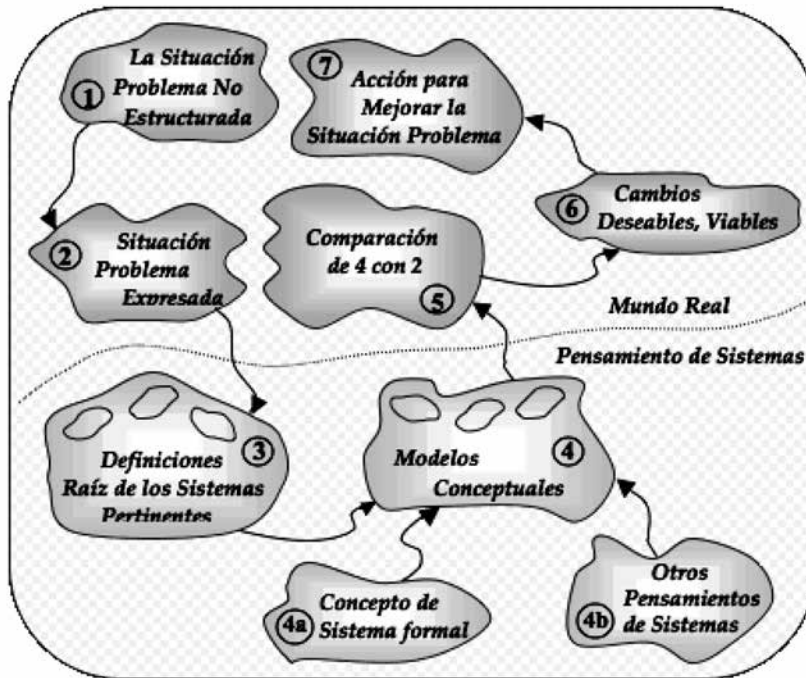 1
La Situación
Problema No
Estructurada
7
Acción para
Mejorar la
Situación Problema
2
Situación
Problema
Expresada
Comparación
de 4 con 2
5
6
Cambios
Deseables, Viables
Mundo Real
Pensamiento de Sistemas
3
Definiciones
Raíz de los Sistemas
Pertinentes
4
Modelos
Conceptuales
4a
Concepto de
Sistema formal
4b
Otros
Pensamientos
de Sistemas